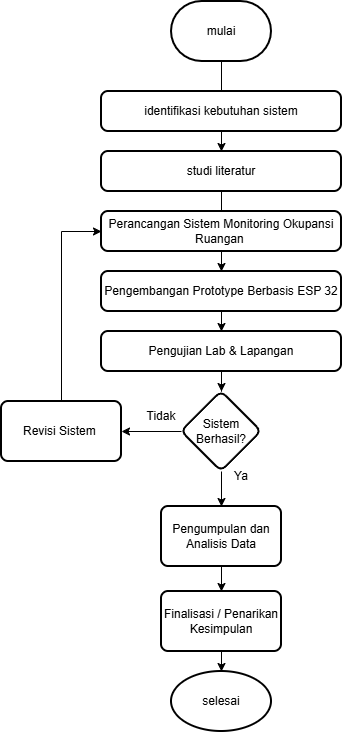 mulai
identifikasi kebutuhan sistem
studi literatur
Perancangan Sistem Monitoring Okupansi
Ruangan
Pengembangan Prototype Berbasis ESP 32
Pengujian Lab & Lapangan
Sistem
Berhasil?
Tidak
Revisi Sistem
Ya
Pengumpulan dan
Analisis Data
Finalisasi / Penarikan
Kesimpulan
selesai